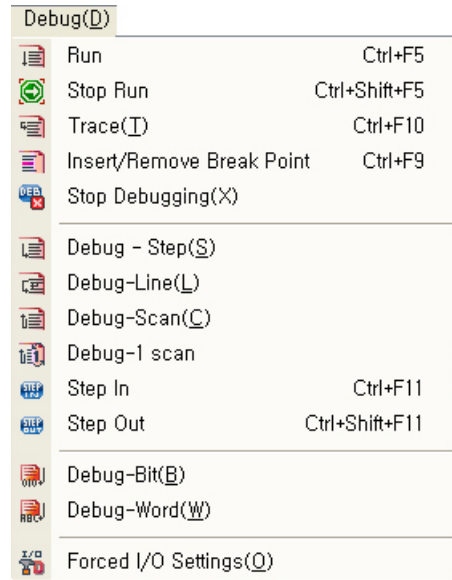 Debug(D)
Run Ctrl+F5
Stop Run Ctrl+Shift+F5
Trace(T) Ctrl+F10
Insert/Remove Break Point Ctrl+F9
Stop Debugging(X)
Debug - Step(S)
Debug-Line(L)
Debug-Scan(C)
Debug-1 scan
Step In Ctrl+F11
Step Out Ctrl+Shift+F11
Debug-Bit(B)
Debug-Word(W)
Forced I/O Settings(O)